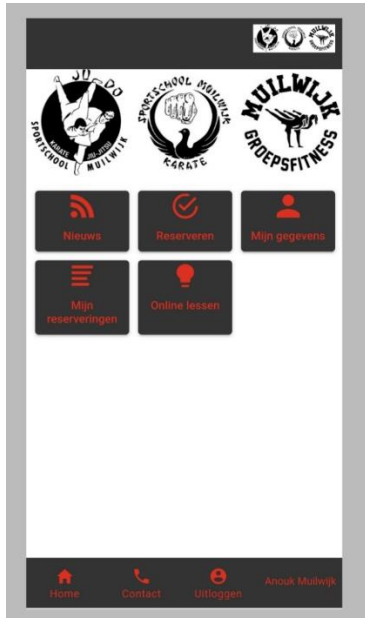 JU-DO
SPORTSCHOOL MUILWIJK
KARATE JIU-JITSU
SPORTSCHOOL MUILWIJK
KARATE
MUILWIJK
GROEPSFITNESS
Nieuws
Reserveren
Mijn gegevens
Mijn
reserveringen
Online lessen
Home
Contact
Uitloggen
Anouk Muilwijk